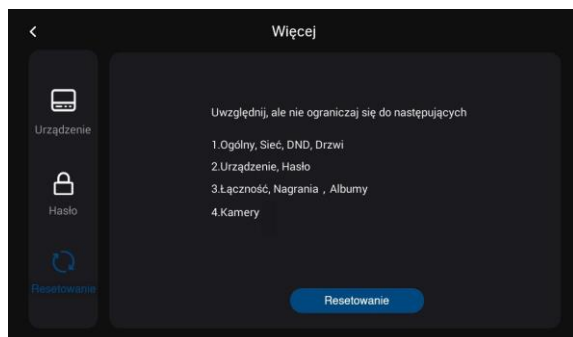 Więcej
Urządzenie
Hasło
Resetowanie
Uwzględnij, ale nie ograniczaj się do następujących
1.Ogólny, Sieć, DND, Drzwi
2.Urządzenie, Hasło
3.Łączność, Nagrania , Albumy
4.Kamery
Resetowanie